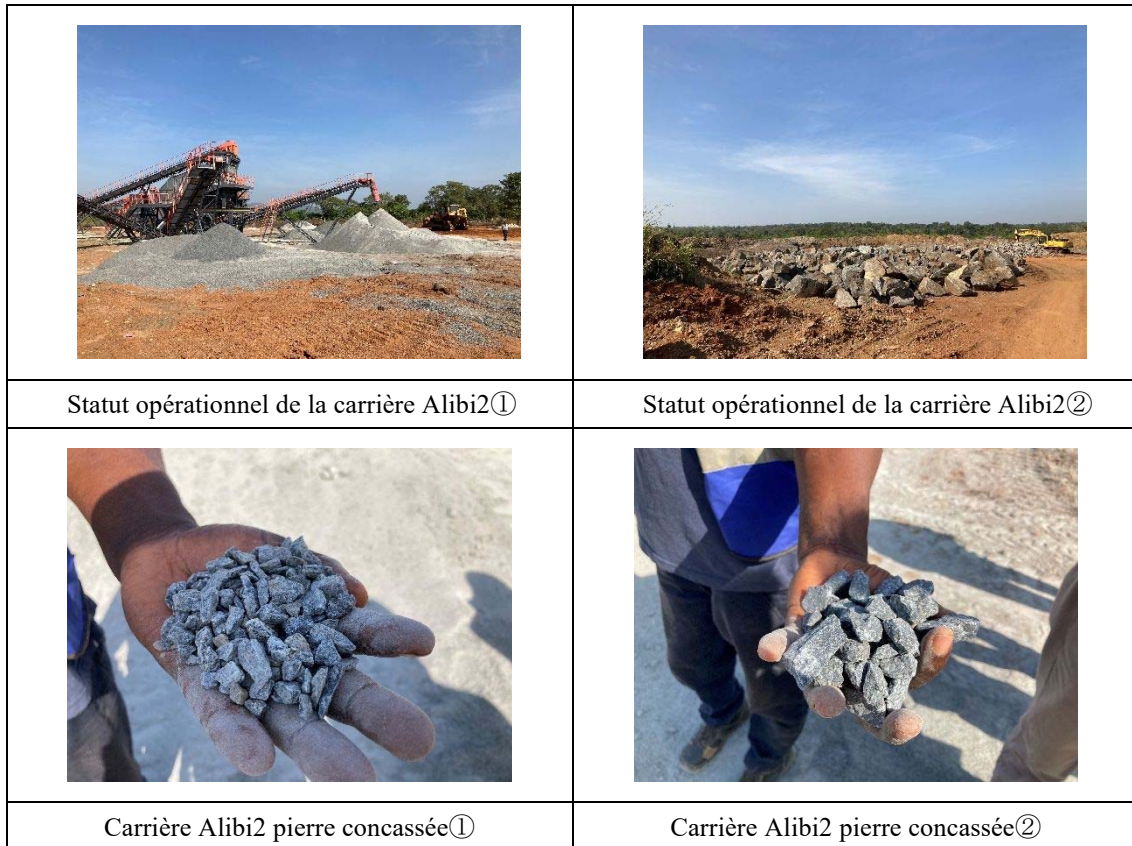 Statut opérationnel de la carrière Alibi2①
Statut opérationnel de la carrière Alibi2②
Carrière Alibi2 pierre concassée①
Carrière Alibi2 pierre concassée②